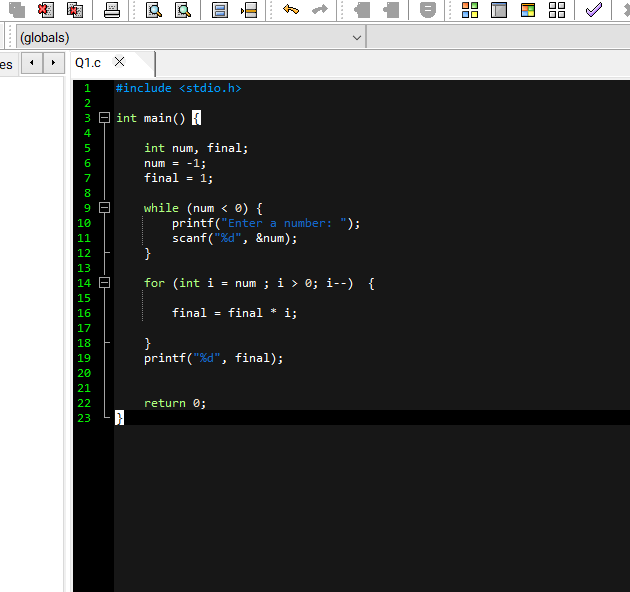 (globals)
es
Q1.c
1 #include <stdio.h>
2
3 int main() {
4
5 int num, final;
6 num = -1;
7 final = 1;
8
9 while (num < 0) {
10 printf("Enter a number: ");
11 scanf("%d", &num);
12 }
13
14 for (int i = num ; i > 0; i--)  {
15
16 final = final * i;
17
18 }
19 printf("%d", final);
20
21
22 return 0;
23 }